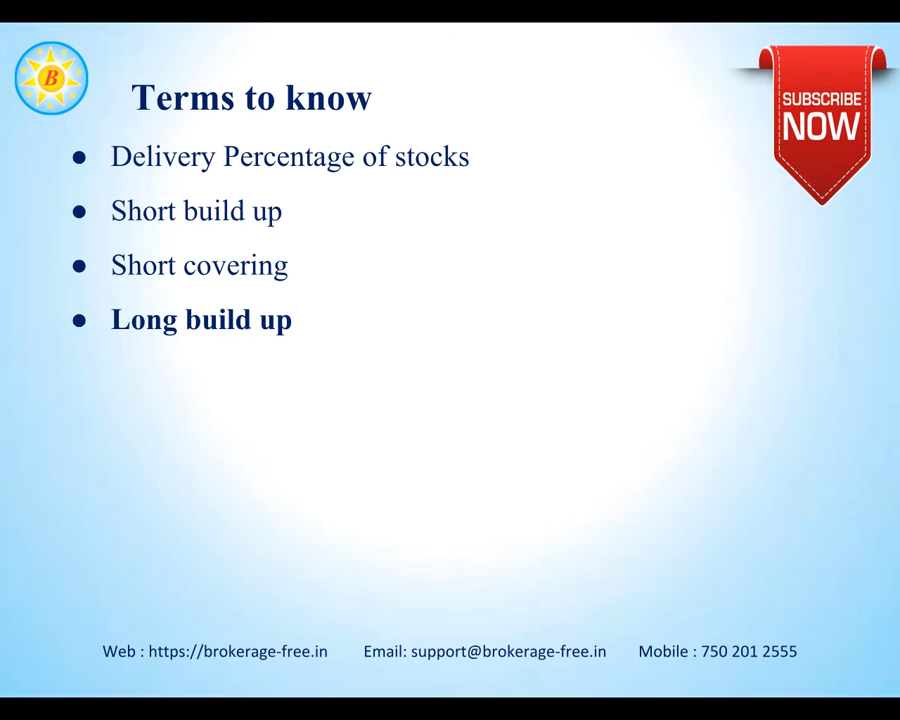 B
Terms to know
SUBSCRIBE
NOW
● Delivery Percentage of stocks
● Short build up
● Short covering
● Long build up
Web : https://brokerage-free.in Email: support@brokerage-free.in Mobile : 750 201 2555